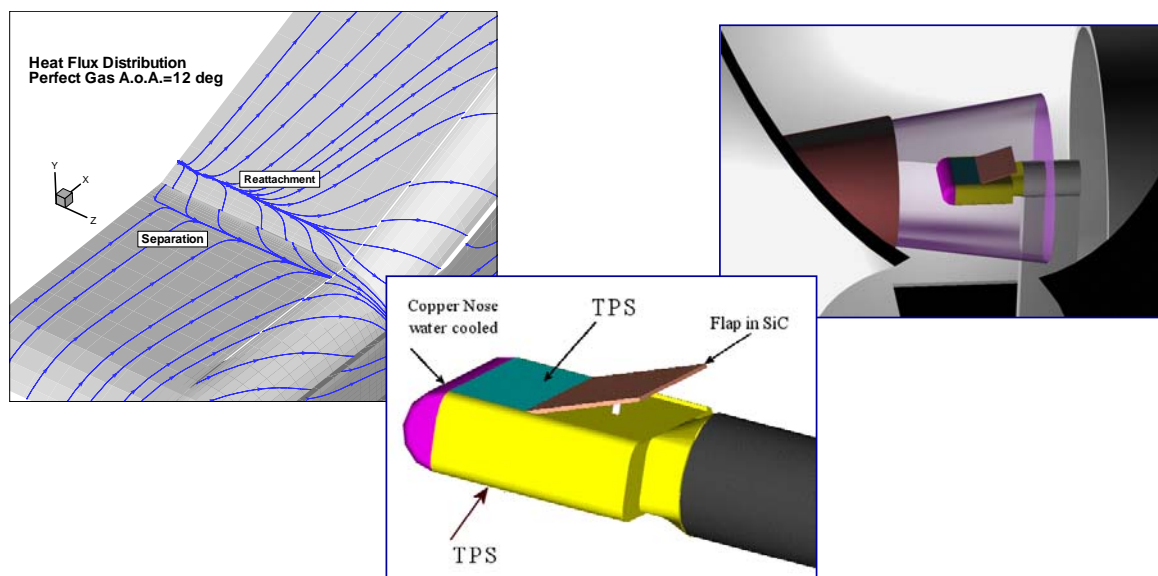 Heat Flux Distribution
Perfect Gas A.o.A.=12 deg
Y
X
Z
Reattachment
Separation
Copper Nose
water cooled
TPS
Flap in SiC
TPS